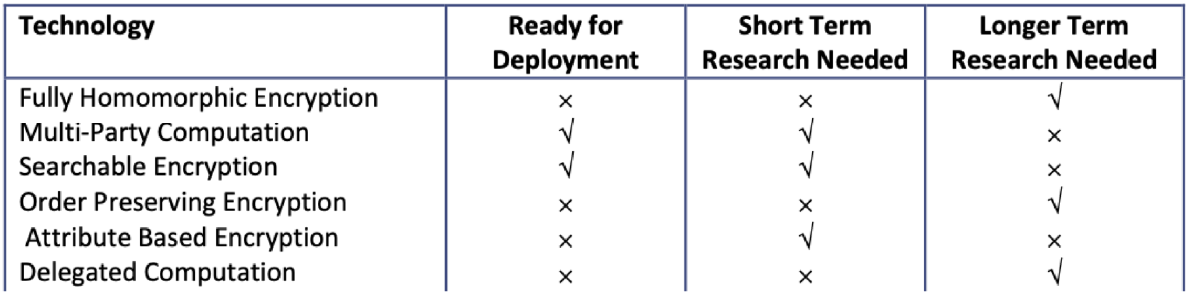 Technology Ready for Deployment Short Term Research Needed Longer Term Research Needed
Fully Homomorphic Encryption × × √
Multi-Party Computation √ √ ×
Searchable Encryption √ √ ×
Order Preserving Encryption × × √
Attribute Based Encryption × √ ×
Delegated Computation × × √